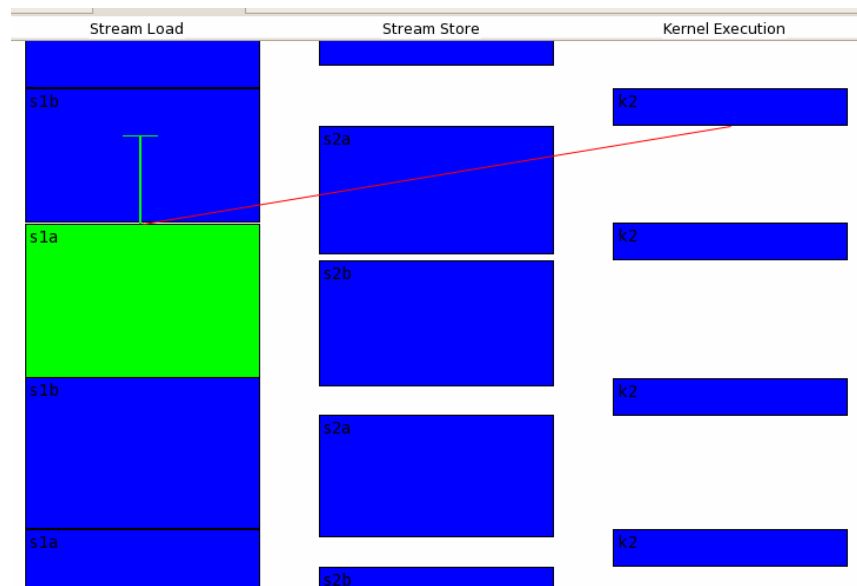 Stream Load Stream Store Kernel Execution
s1b
k2
s2a
s1a
k2
s2b
s1b
k2
s2a
s1a
k2
s2b